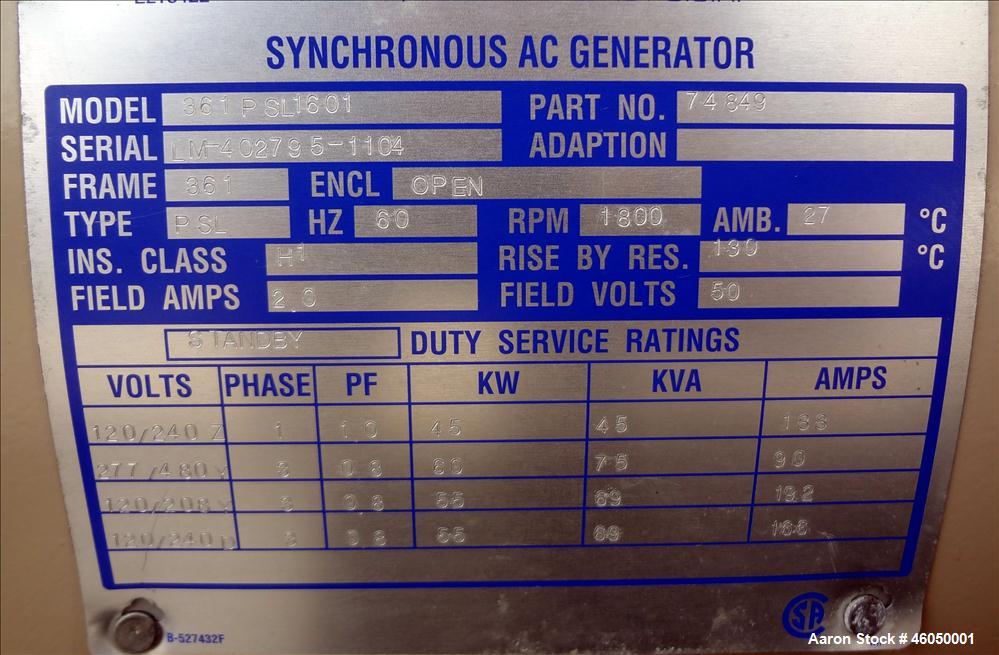 SYNCHRONOUS AC GENERATOR
MODEL 361PSL1601 PART NO. 74849
SERIAL LM-402795-1104 ADAPTION
FRAME 361 ENCL OPEN
TYPE PSL HZ 60 RPM 1800 AMB. 27 °C
INS. CLASS H1 RISE BY RES. 130 °C
FIELD AMPS FIELD VOLTS 50
STANDBY DUTY SERVICE RATINGS
VOLTS PHASE PF KW KVA AMPS
120/240 Z 1 1.0 45 45 188
277/480 Y 3 0.8 60 75 90
120/208 Y 3 0.8 55 69 192
120/240 D 3 0.8 55 69 166
B-527432F
SA
Aaron Stock # 46050001